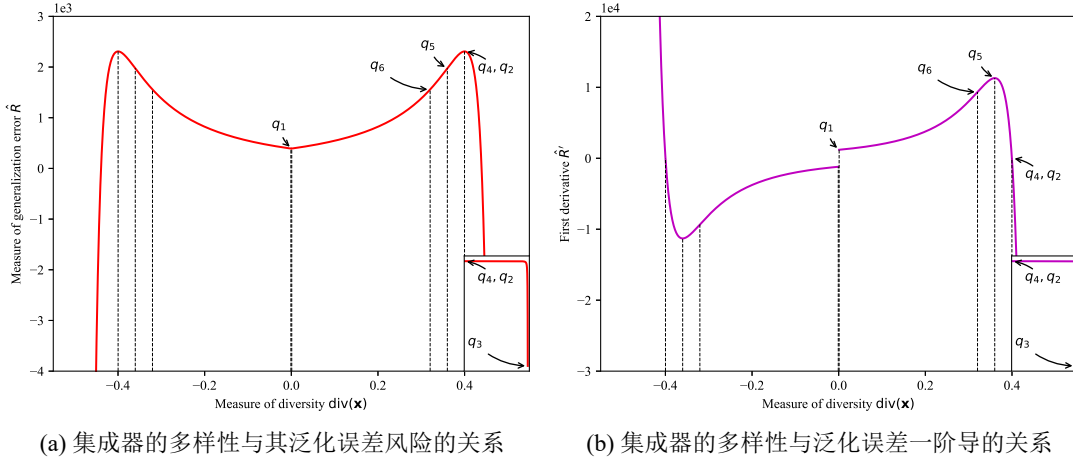 1e3
3
2
1
0
−1
−2
−3
−4
Measure of generalization error R̂
q₅
q₆
q₄, q₂
q₁
q₄, q₂
q₃
−0.4
−0.2
0.0
0.2
0.4
Measure of diversity div(x)
(a) 集成器的多样性与其泛化误差风险的关系
1e4
2
1
0
−1
−2
−3
First derivative R̂′
q₅
q₆
q₁
q₄, q₂
q₄, q₂
q₃
−0.4
−0.2
0.0
0.2
0.4
Measure of diversity div(x)
(b) 集成器的多样性与泛化误差一阶导的关系